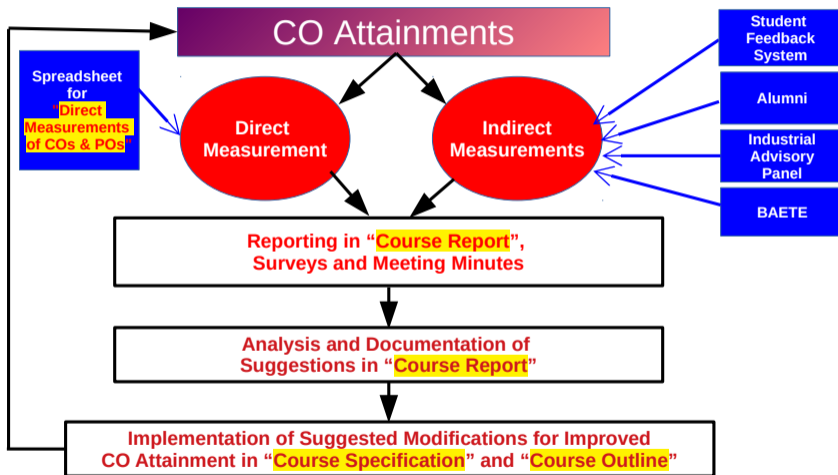 CO Attainments
Spreadsheet
for
“Direct
Measurements
of COs & POs”
Direct
Measurement
Indirect
Measurements
Student
Feedback
System
Alumni
Industrial
Advisory
Panel
BAETE
Reporting in “Course Report”,
Surveys and Meeting Minutes
Analysis and Documentation of
Suggestions in “Course Report”
Implementation of Suggested Modifications for Improved
CO Attainment in “Course Specification” and “Course Outline”